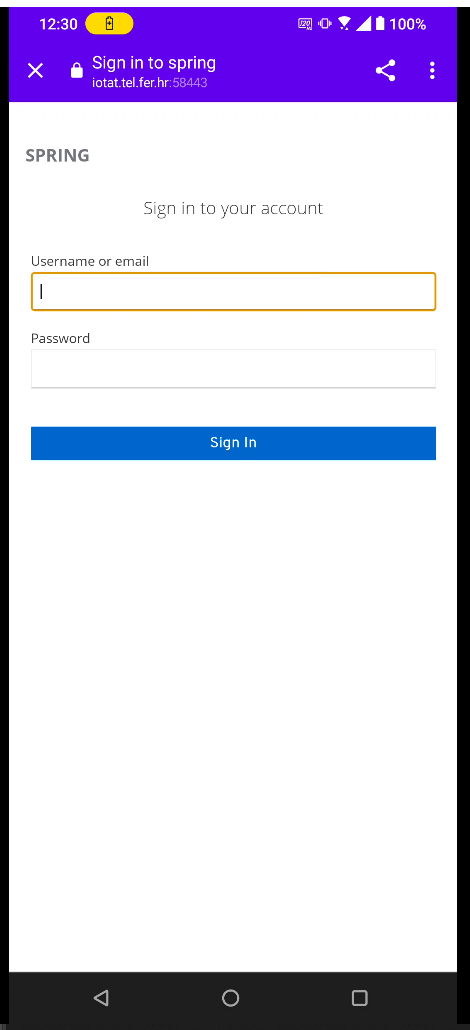 12:30 100%
Sign in to spring
iotat.tel.fer.hr:58443
SPRING
Sign in to your account
Username or email
Password
Sign In